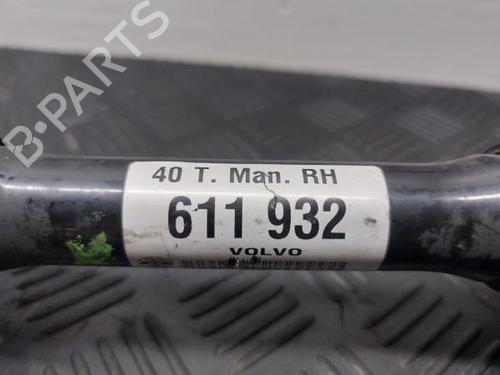 B-PARTS
40 T. Man. RH
611 932
VOLVO